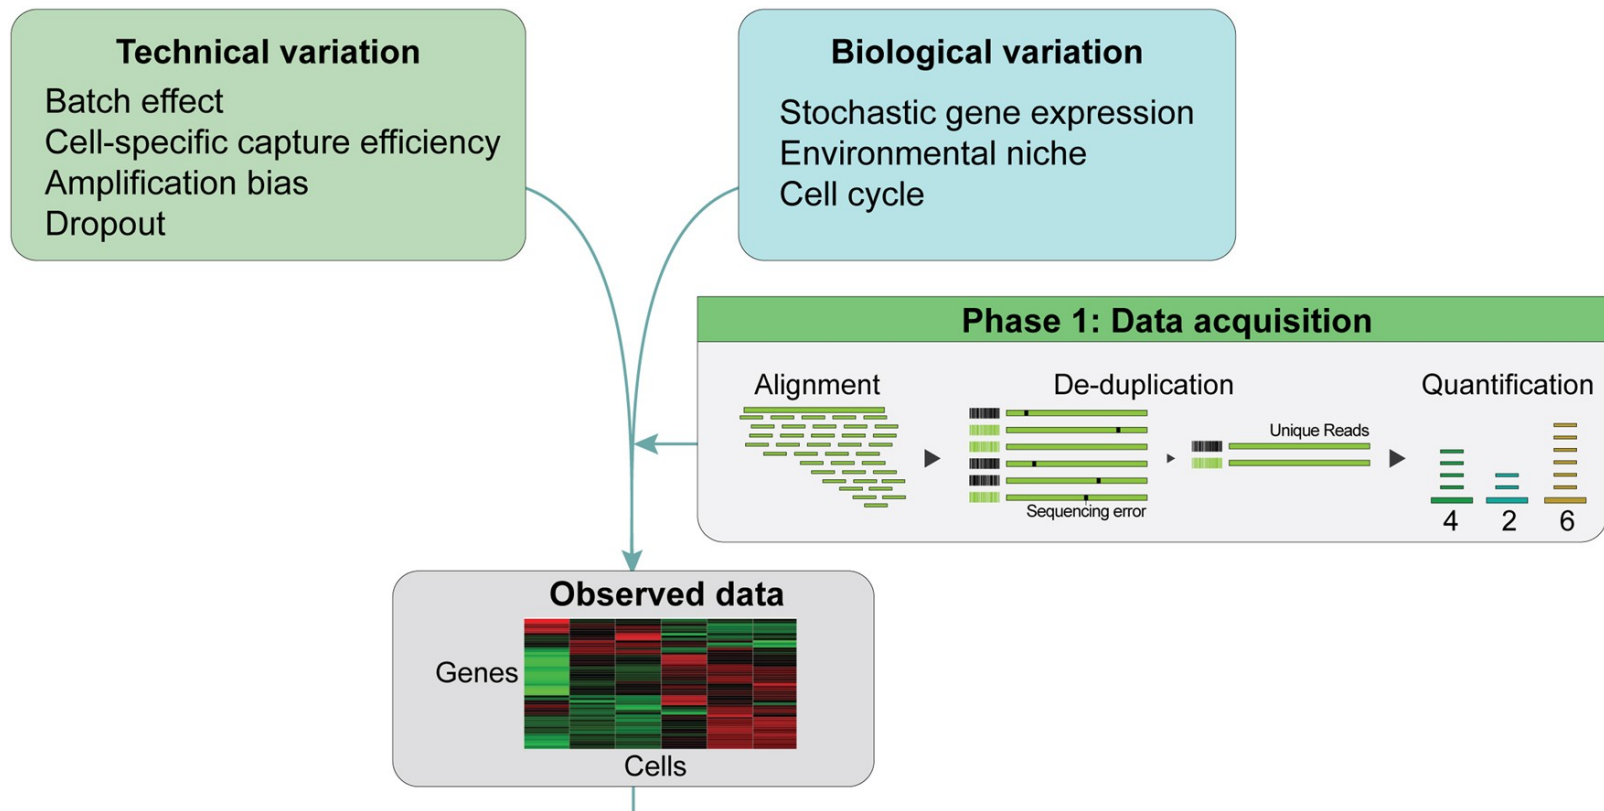 Technical variation
Batch effect
Cell-specific capture efficiency
Amplification bias
Dropout
Biological variation
Stochastic gene expression
Environmental niche
Cell cycle
Phase 1: Data acquisition
Alignment
De-duplication
Quantification
Unique Reads
Sequencing error
4 2 6
Observed data
Genes
Cells